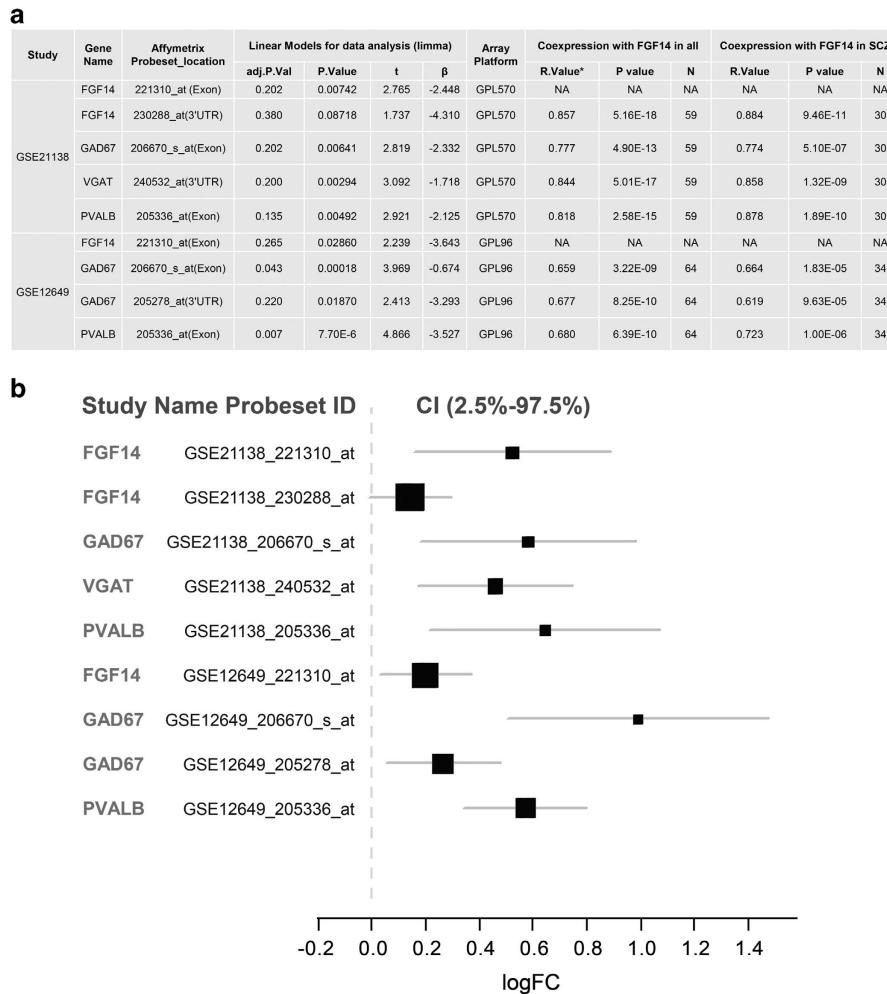 a
Study Gene Name Affymetrix Probeset_location Linear Models for data analysis (limma) Array Platform Coexpression with FGF14 in all Coexpression with FGF14 in SCZ
adj.P.Val P.Value t β R.Value* P value N R.Value P value N
GSE21138
FGF14 221310_at (Exon) 0.202 0.00742 2.765 -2.448 GPL570 NA NA NA NA NA NA
FGF14 230288_at(3'UTR) 0.380 0.08718 1.737 -4.310 GPL570 0.857 5.16E-18 59 0.884 9.46E-11 30
GAD67 206670_s_at(Exon) 0.202 0.00641 2.819 -2.332 GPL570 0.777 4.90E-13 59 0.774 5.10E-07 30
VGAT 240532_at(3'UTR) 0.200 0.00294 3.092 -1.718 GPL570 0.844 5.01E-17 59 0.858 1.32E-09 30
PVALB 205336_at(Exon) 0.135 0.00492 2.921 -2.125 GPL570 0.818 2.58E-15 59 0.878 1.89E-10 30
GSE12649
FGF14 221310_at(Exon) 0.265 0.02860 2.239 -3.643 GPL96 NA NA NA NA NA NA
GAD67 206670_s_at(Exon) 0.043 0.00018 3.969 -0.674 GPL96 0.659 3.22E-09 64 0.664 1.83E-05 34
GAD67 205278_at(3'UTR) 0.220 0.01870 2.413 -3.293 GPL96 0.677 8.25E-10 64 0.619 9.63E-05 34
PVALB 205336_at(Exon) 0.007 7.70E-6 4.866 -3.527 GPL96 0.680 6.39E-10 64 0.723 1.00E-06 34
b
Study Name Probeset ID CI (2.5%-97.5%)
FGF14 GSE21138_221310_at
FGF14 GSE21138_230288_at
GAD67 GSE21138_206670_s_at
VGAT GSE21138_240532_at
PVALB GSE21138_205336_at
FGF14 GSE12649_221310_at
GAD67 GSE12649_206670_s_at
GAD67 GSE12649_205278_at
PVALB GSE12649_205336_at
-0.2 0.0 0.2 0.4 0.6 0.8 1.0 1.2 1.4
logFC